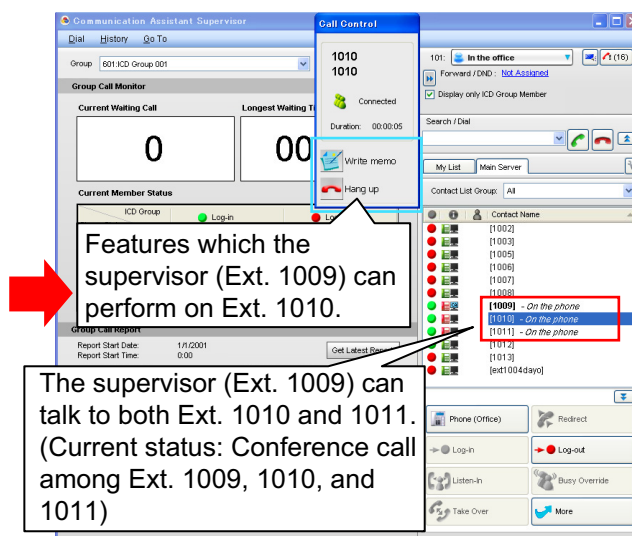 Communication Assistant Supervisor
Dial History Go To
Group 601:ICD Group 001
Group Call Monitor
Current Waiting Call
Longest Waiting Ti
0
00
Current Member Status
ICD Group
Log-in
Call Control
1010
1010
Connected
Duration: 00:00:05
Write memo
Hang up
101: In the office
(16)
Forward / DND : Not Assigned
Display only ICD Group Member
Search / Dial
My List
Main Server
Contact List Group: All
Contact Name
[1002]
[1003]
[1005]
[1006]
[1007]
[1008]
[1009] - On the phone
[1010] - On the phone
[1011] - On the phone
[1012]
[1013]
[ext1004dayo]
Features which the
supervisor (Ext. 1009) can
perform on Ext. 1010.
Group Call Report
Report Start Date: 1/1/2001
Report Start Time: 0:00
Get Latest Report
The supervisor (Ext. 1009) can
talk to both Ext. 1010 and 1011.
(Current status: Conference call
among Ext. 1009, 1010, and
1011)
Phone (Office)
Redirect
Log-in
Log-out
Listen-In
Busy Override
Take Over
More